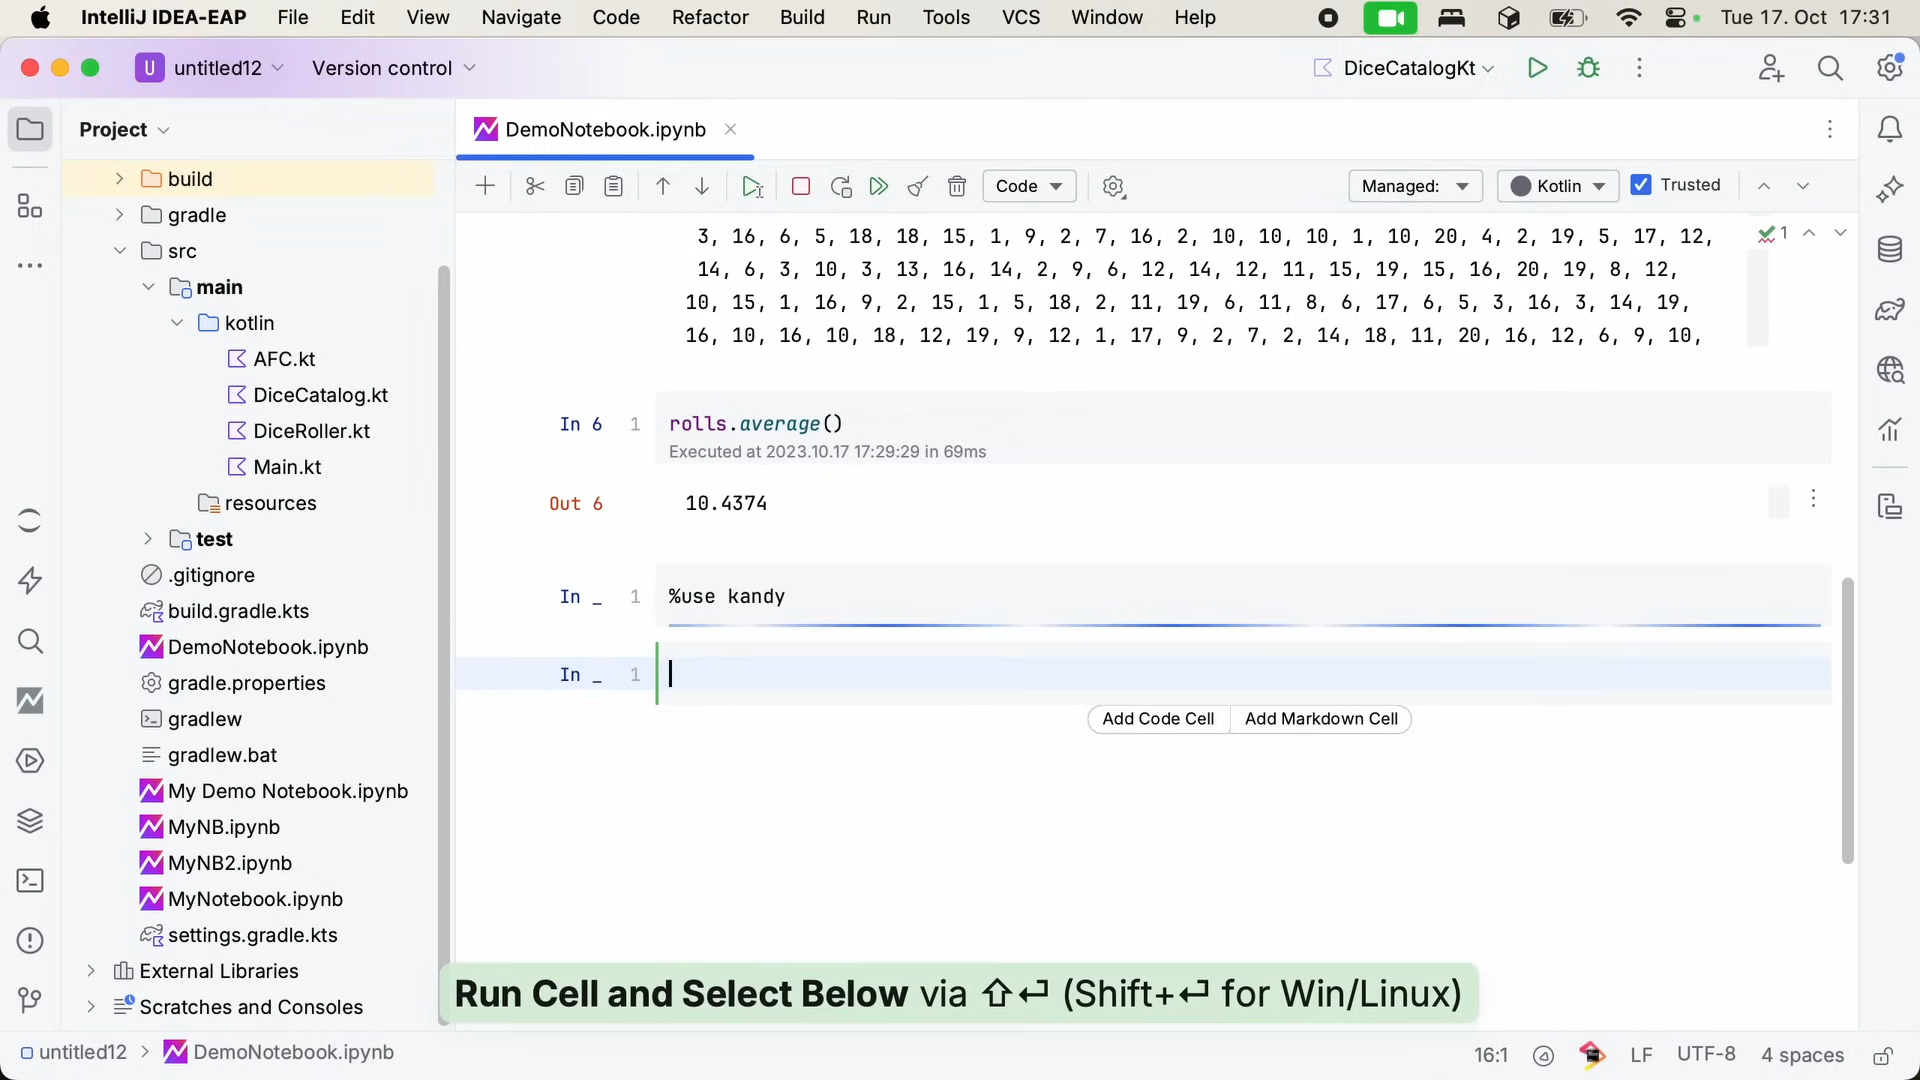 IntelliJ IDEA-EAP File Edit View Navigate Code Refactor Build Run Tools VCS Window Help Tue 17. Oct 17:31
U untitled12 Version control DiceCatalogKt
Project
DemoNotebook.ipynb
Code Managed: Kotlin Trusted
build
gradle
src
main
kotlin
AFC.kt
DiceCatalog.kt
DiceRoller.kt
Main.kt
resources
test
.gitignore
build.gradle.kts
DemoNotebook.ipynb
gradle.properties
gradlew
gradlew.bat
My Demo Notebook.ipynb
MyNB.ipynb
MyNB2.ipynb
MyNotebook.ipynb
settings.gradle.kts
External Libraries
Scratches and Consoles
3, 16, 6, 5, 18, 18, 15, 1, 9, 2, 7, 16, 2, 10, 10, 10, 1, 10, 20, 4, 2, 19, 5, 17, 12,
1
14, 6, 3, 10, 3, 13, 16, 14, 2, 9, 6, 12, 14, 12, 11, 15, 19, 15, 16, 20, 19, 8, 12,
10, 15, 1, 16, 9, 2, 15, 1, 5, 18, 2, 11, 19, 6, 11, 8, 6, 17, 6, 5, 3, 16, 3, 14, 19,
16, 10, 16, 10, 18, 12, 19, 9, 12, 1, 17, 9, 2, 7, 2, 14, 18, 11, 20, 16, 12, 6, 9, 10,
In 6 1 rolls.average()
Executed at 2023.10.17 17:29:29 in 69ms
Out 6 10.4374
In _ 1 %use kandy
In _ 1
Add Code Cell Add Markdown Cell
Run Cell and Select Below via ⇧⏎ (Shift+⏎ for Win/Linux)
untitled12 > DemoNotebook.ipynb 16:1 LF UTF-8 4 spaces